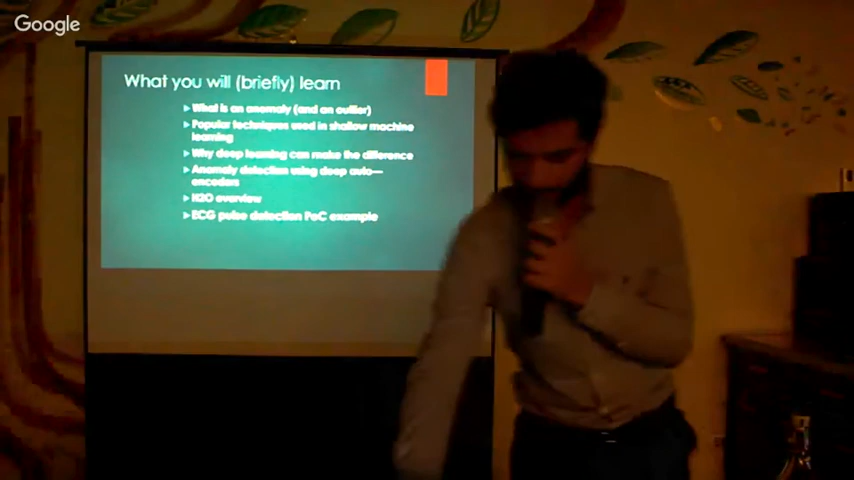 Google
What you will (briefly) learn
What is an anomaly (and an outlier)
Popular techniques used in shallow machine
learning
Why deep learning can make the difference
Anomaly detection using deep auto—
encoders
H2O overview
ECG pulse detection PoC example